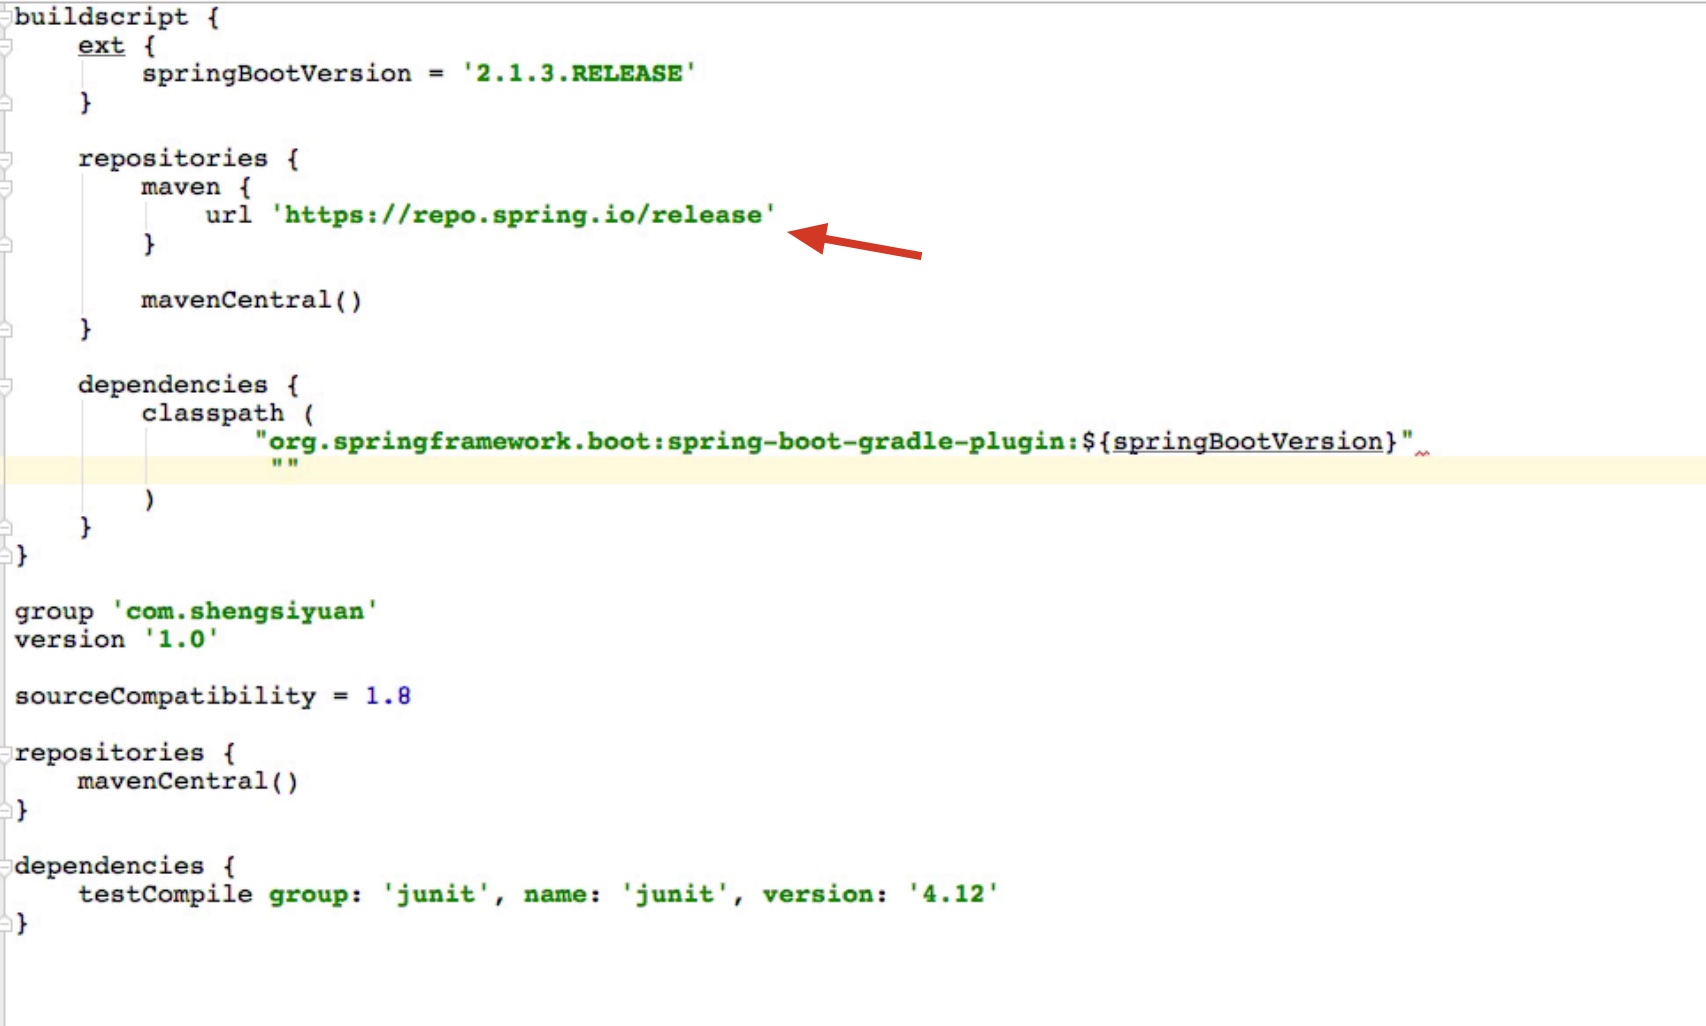 buildscript {
    ext {
        springBootVersion = '2.1.3.RELEASE'
    }

    repositories {
        maven {
            url 'https://repo.spring.io/release'
        }

        mavenCentral()
    }

    dependencies {
        classpath (
               "org.springframework.boot:spring-boot-gradle-plugin:${springBootVersion}"
                ""
        )
    }
}

group 'com.shengsiyuan'
version '1.0'

sourceCompatibility = 1.8

repositories {
    mavenCentral()
}

dependencies {
    testCompile group: 'junit', name: 'junit', version: '4.12'
}